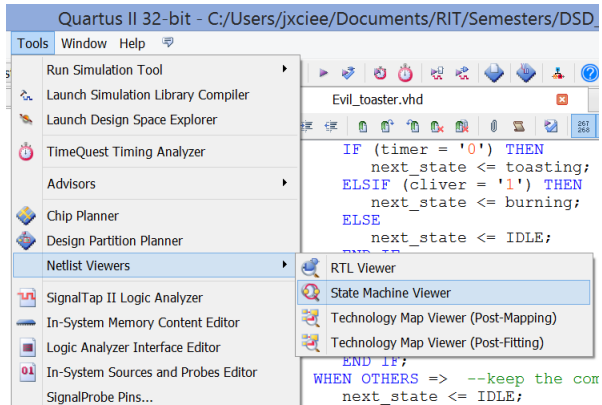 Quartus II 32-bit - C:/Users/jxciee/Documents/RIT/Semesters/DSD_
Tools Window Help
Run Simulation Tool
Launch Simulation Library Compiler
Launch Design Space Explorer
TimeQuest Timing Analyzer
Advisors
Chip Planner
Design Partition Planner
Netlist Viewers
SignalTap II Logic Analyzer
In-System Memory Content Editor
Logic Analyzer Interface Editor
In-System Sources and Probes Editor
SignalProbe Pins...
RTL Viewer
State Machine Viewer
Technology Map Viewer (Post-Mapping)
Technology Map Viewer (Post-Fitting)
Evil_toaster.vhd
267
268
IF (timer = '0') THEN
next_state <= toasting;
ELSIF (cliver = '1') THEN
next_state <= burning;
ELSE
next_state <= IDLE;
END IF;
END IF;
WHEN OTHERS => --keep the com
next_state <= IDLE;